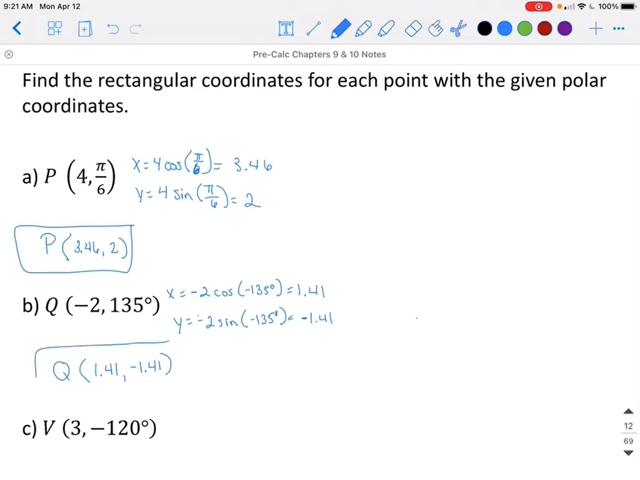 9:21 AM Mon Apr 12 100%
Pre-Calc Chapters 9 & 10 Notes
Find the rectangular coordinates for each point with the given polar
coordinates.
a) P (4, π/6) x = 4 cos(π/6) = 3.46
y = 4 sin(π/6) = 2
P(3.46, 2)
b) Q (−2, 135°) x = −2 cos(−135°) = 1.41
y = −2 sin(−135°) = −1.41
Q(1.41, −1.41)
c) V (3, −120°)
12
69